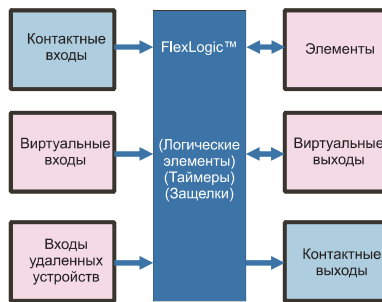 Контактные
входы
FlexLogic™
Элементы
Виртуальные
входы
(Логические
элементы)
(Таймеры)
(Защелки)
Виртуальные
выходы
Входы
удаленных
устройств
Контактные
выходы